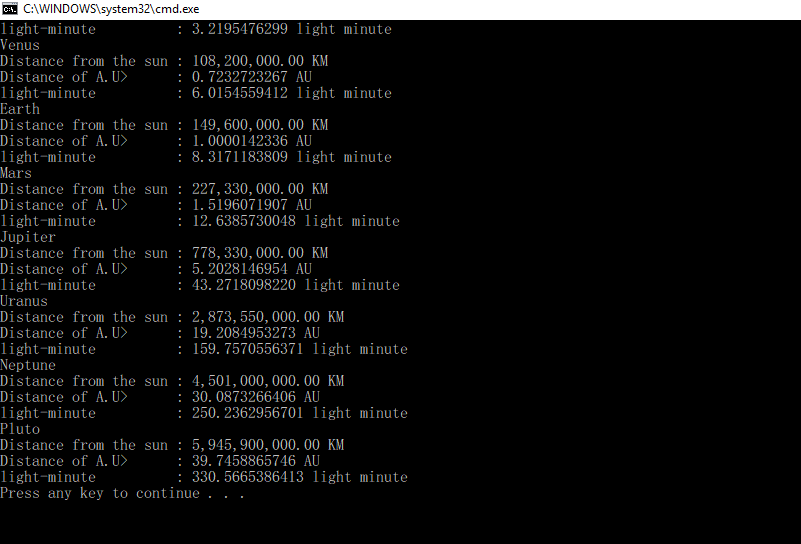 C:\WINDOWS\system32\cmd.exe
light-minute : 3.2195476299 light minute
Venus
Distance from the sun : 108,200,000.00 KM
Distance of A.U> : 0.7232723267 AU
light-minute : 6.0154559412 light minute
Earth
Distance from the sun : 149,600,000.00 KM
Distance of A.U> : 1.0000142336 AU
light-minute : 8.3171183809 light minute
Mars
Distance from the sun : 227,330,000.00 KM
Distance of A.U> : 1.5196071907 AU
light-minute : 12.6385730048 light minute
Jupiter
Distance from the sun : 778,330,000.00 KM
Distance of A.U> : 5.2028146954 AU
light-minute : 43.2718098220 light minute
Uranus
Distance from the sun : 2,873,550,000.00 KM
Distance of A.U> : 19.2084953273 AU
light-minute : 159.7570556371 light minute
Neptune
Distance from the sun : 4,501,000,000.00 KM
Distance of A.U> : 30.0873266406 AU
light-minute : 250.2362956701 light minute
Pluto
Distance from the sun : 5,945,900,000.00 KM
Distance of A.U> : 39.7458865746 AU
light-minute : 330.5665386413 light minute
Press any key to continue . . .